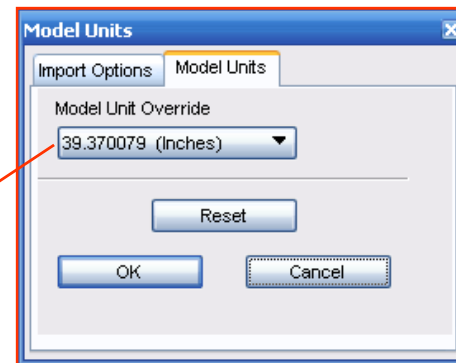 Model Units
Import Options Model Units
Model Unit Override
39.370079 (Inches)
Reset
OK Cancel